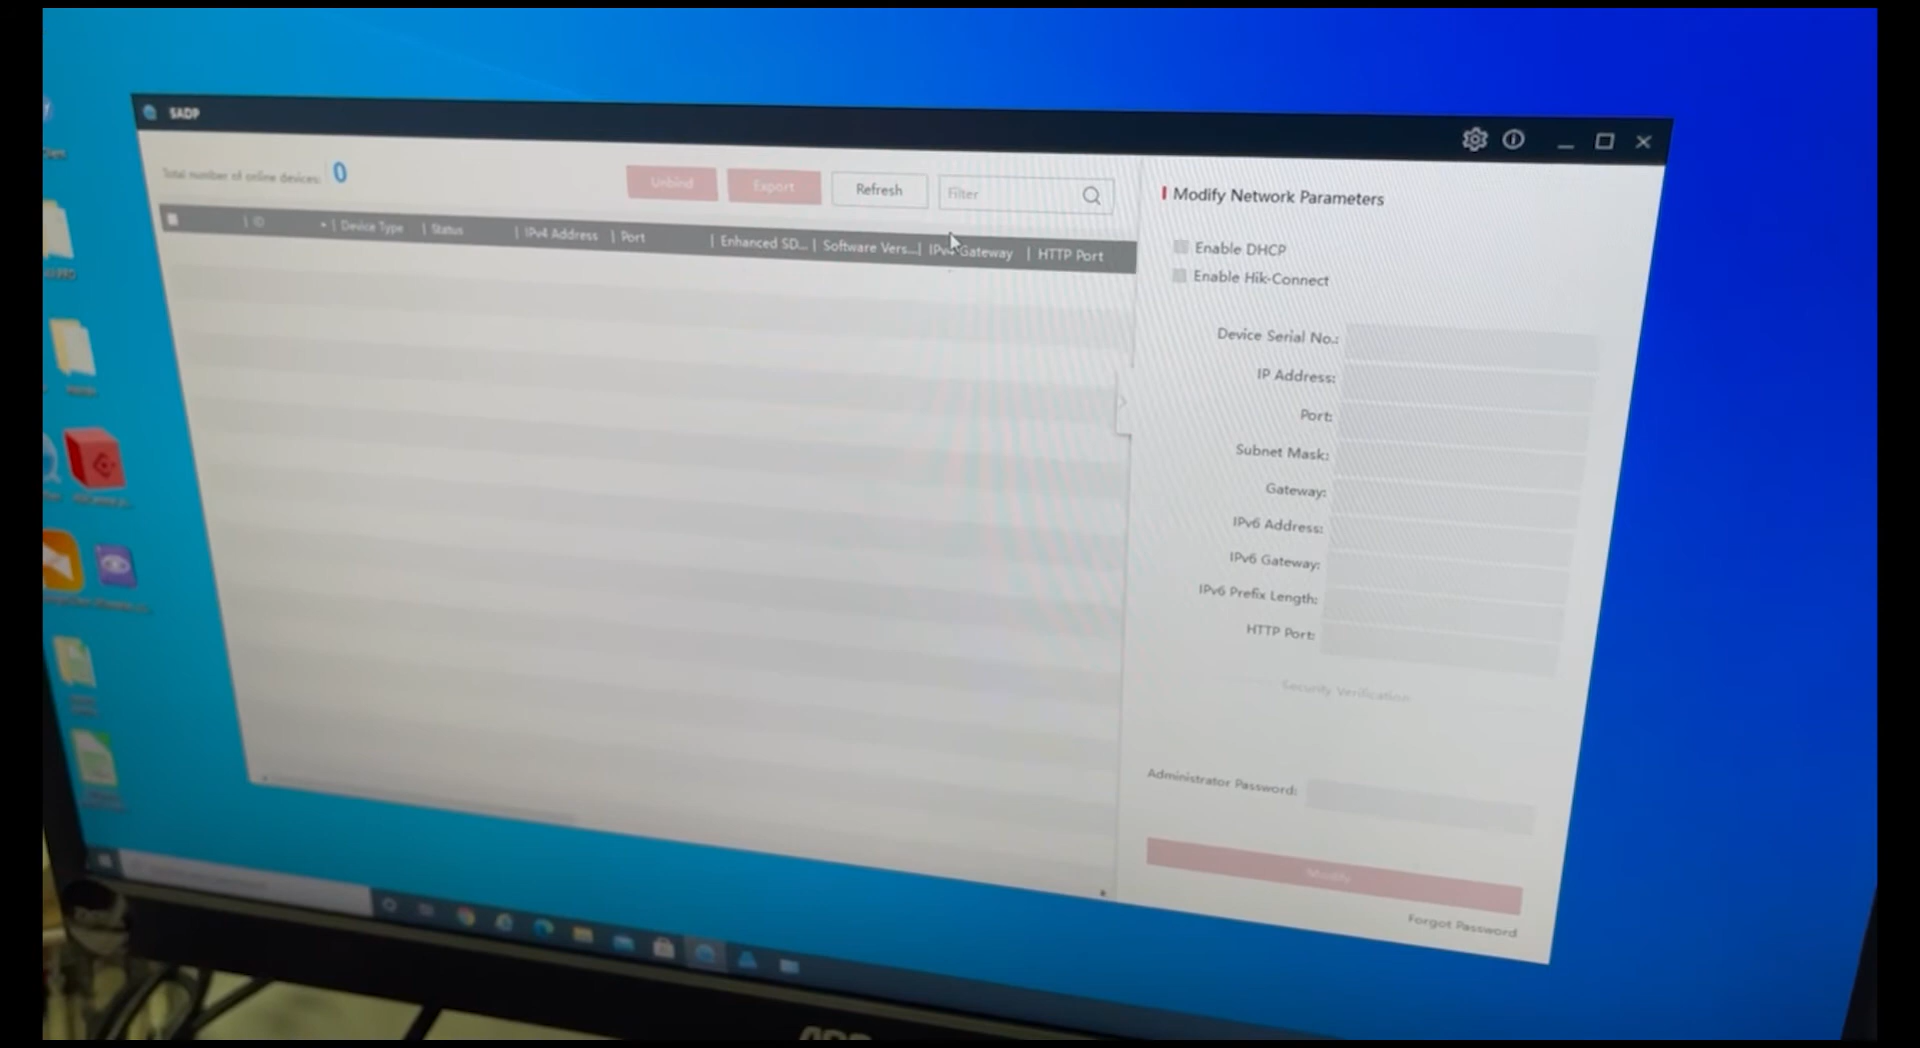 SADP
Total number of online devices: 0
Unbind
Export
Refresh
Filter
ID
Device Type
Status
IPv4 Address
Port
Enhanced SD...
Software Vers...
IPv4 Gateway
HTTP Port
Modify Network Parameters
Enable DHCP
Enable Hik-Connect
Device Serial No.:
IP Address:
Port:
Subnet Mask:
Gateway:
IPv6 Address:
IPv6 Gateway:
IPv6 Prefix Length:
HTTP Port:
Security Verification
Administrator Password:
Modify
Forgot Password